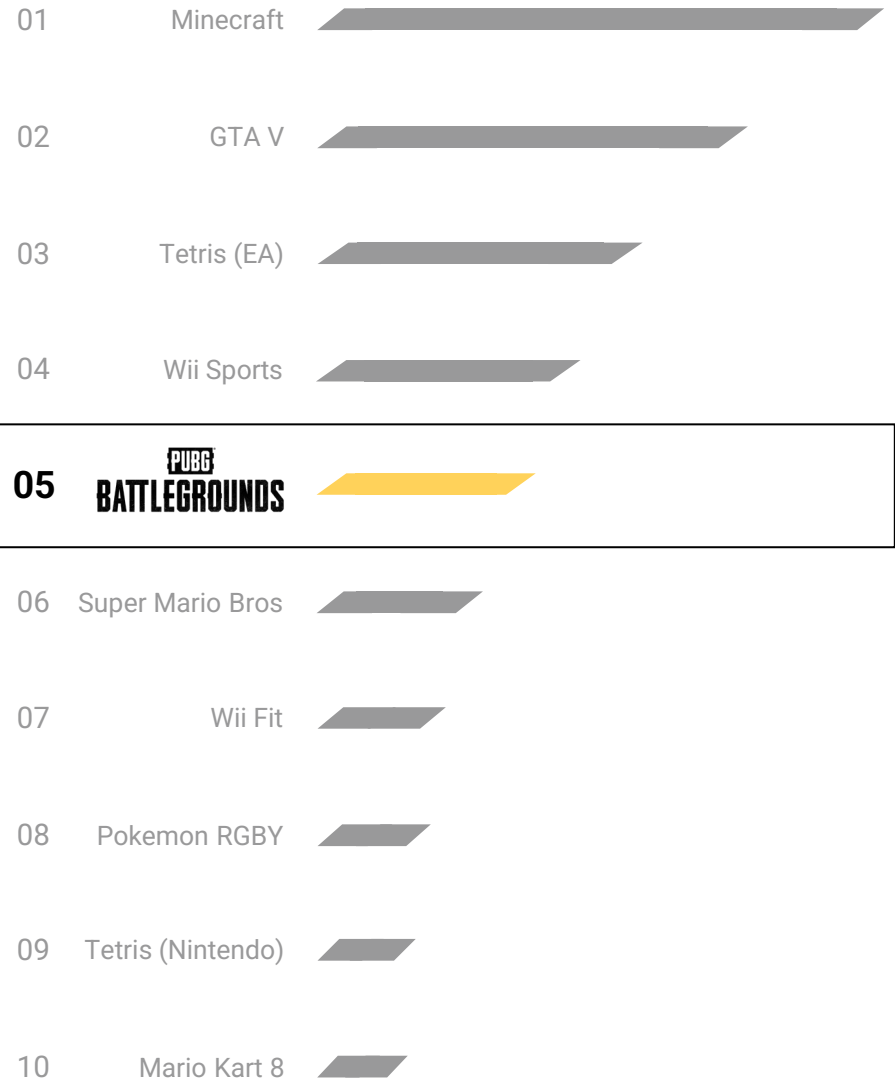 01 Minecraft
02 GTA V
03 Tetris (EA)
04 Wii Sports
05 PUBG
BATTLEGROUNDS
06 Super Mario Bros
07 Wii Fit
08 Pokemon RGBY
09 Tetris (Nintendo)
10 Mario Kart 8